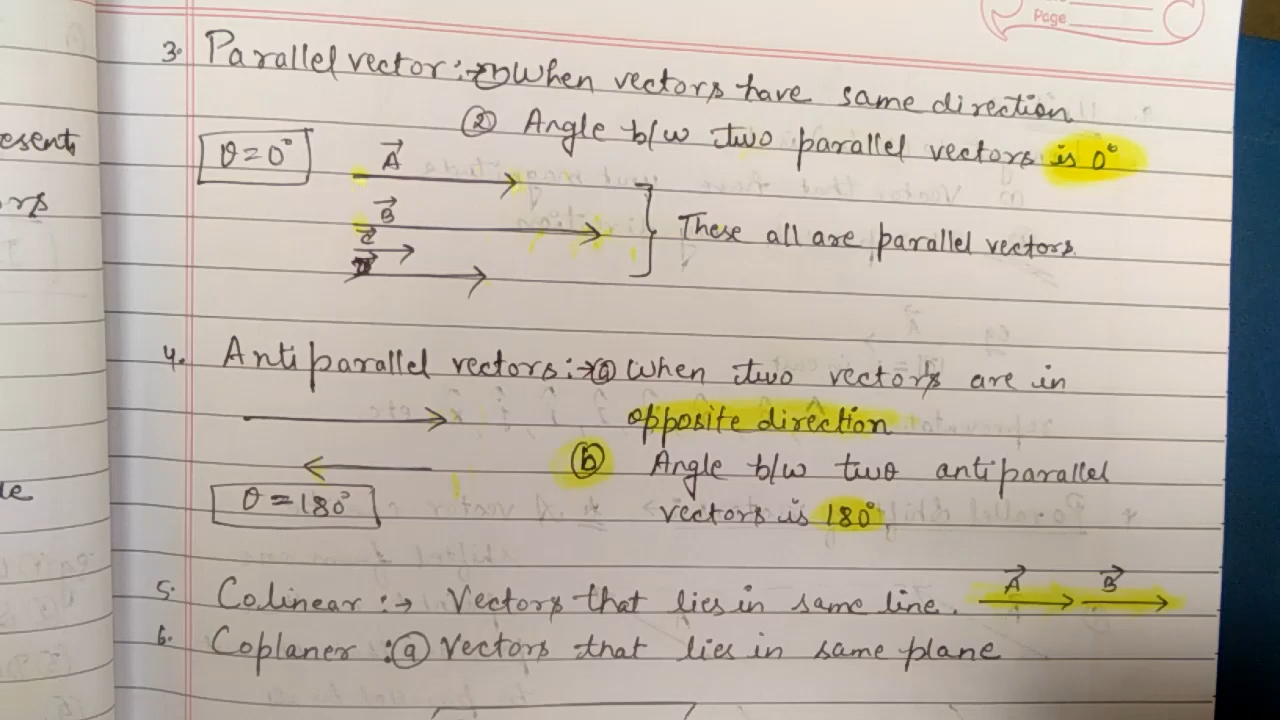 Page
3. Parallel vector :→ ① When vectors have same direction
② Angle b/w two parallel vectors is 0°
θ = 0°
A
B
C
These all are parallel vectors.
4. Antiparallel vectors :→ ⓐ When two vectors are in
opposite direction
ⓑ Angle b/w two antiparallel
vectors is 180°
θ = 180°
5. Colinear :→ Vectors that lies in same line. A B
6. Coplaner : ⓐ Vectors that lies in same plane
esent
ors
le